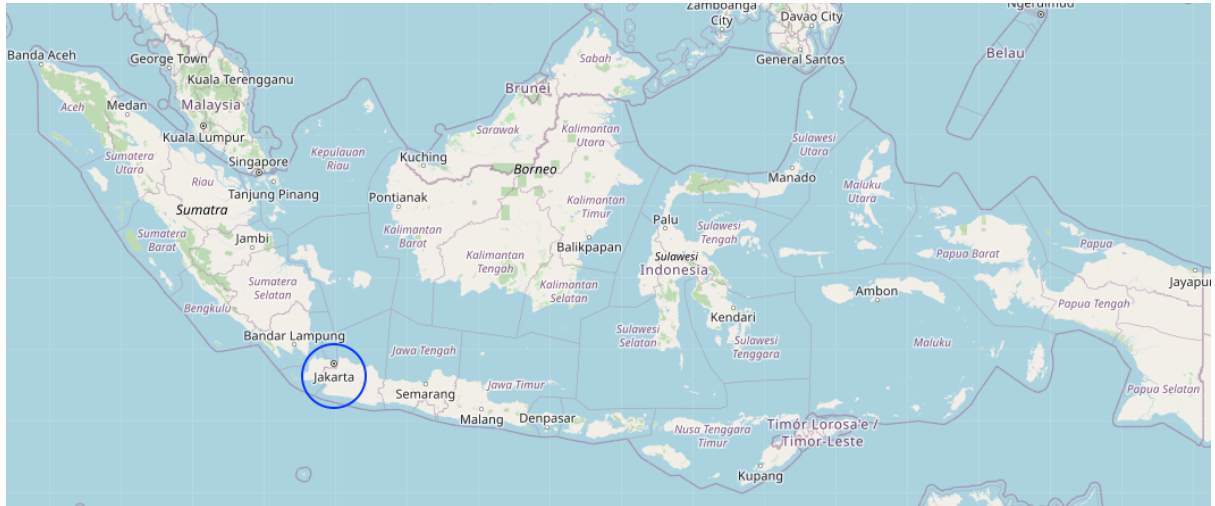 Zamboanga
City
Davao City
Ngerulmud
Banda Aceh
George Town
General Santos
Belau
Kuala Terengganu
Sabah
Brunei
Aceh
Medan
Malaysia
Kuala Lumpur
Sarawak
Kalimantan
Utara
Sulawesi
Utara
Sumatera
Utara
Singapore
Kepulauan
Riau
Kuching
Borneo
Riau
Tanjung Pinang
Pontianak
Manado
Maluku
Utara
Sumatra
Kalimantan
Timur
Palu
Sulawesi
Tengah
Sumatera
Barat
Jambi
Kalimantan
Barat
Balikpapan
Papua
Papua Barat
Kalimantan
Tengah
Sulawesi
Indonesia
Sumatera
Selatan
Kalimantan
Selatan
Ambon
Jayapur
Bengkulu
Kendari
Papua Tengah
Bandar Lampung
Sulawesi
Selatan
Sulawesi
Tenggara
Maluku
Jawa Tengah
Jakarta
Semarang
Jawa Timur
Papua Selatan
Malang
Denpasar
Nusa Tenggara
Timur
Timór Lorosa'e /
Timor-Leste
Kupang